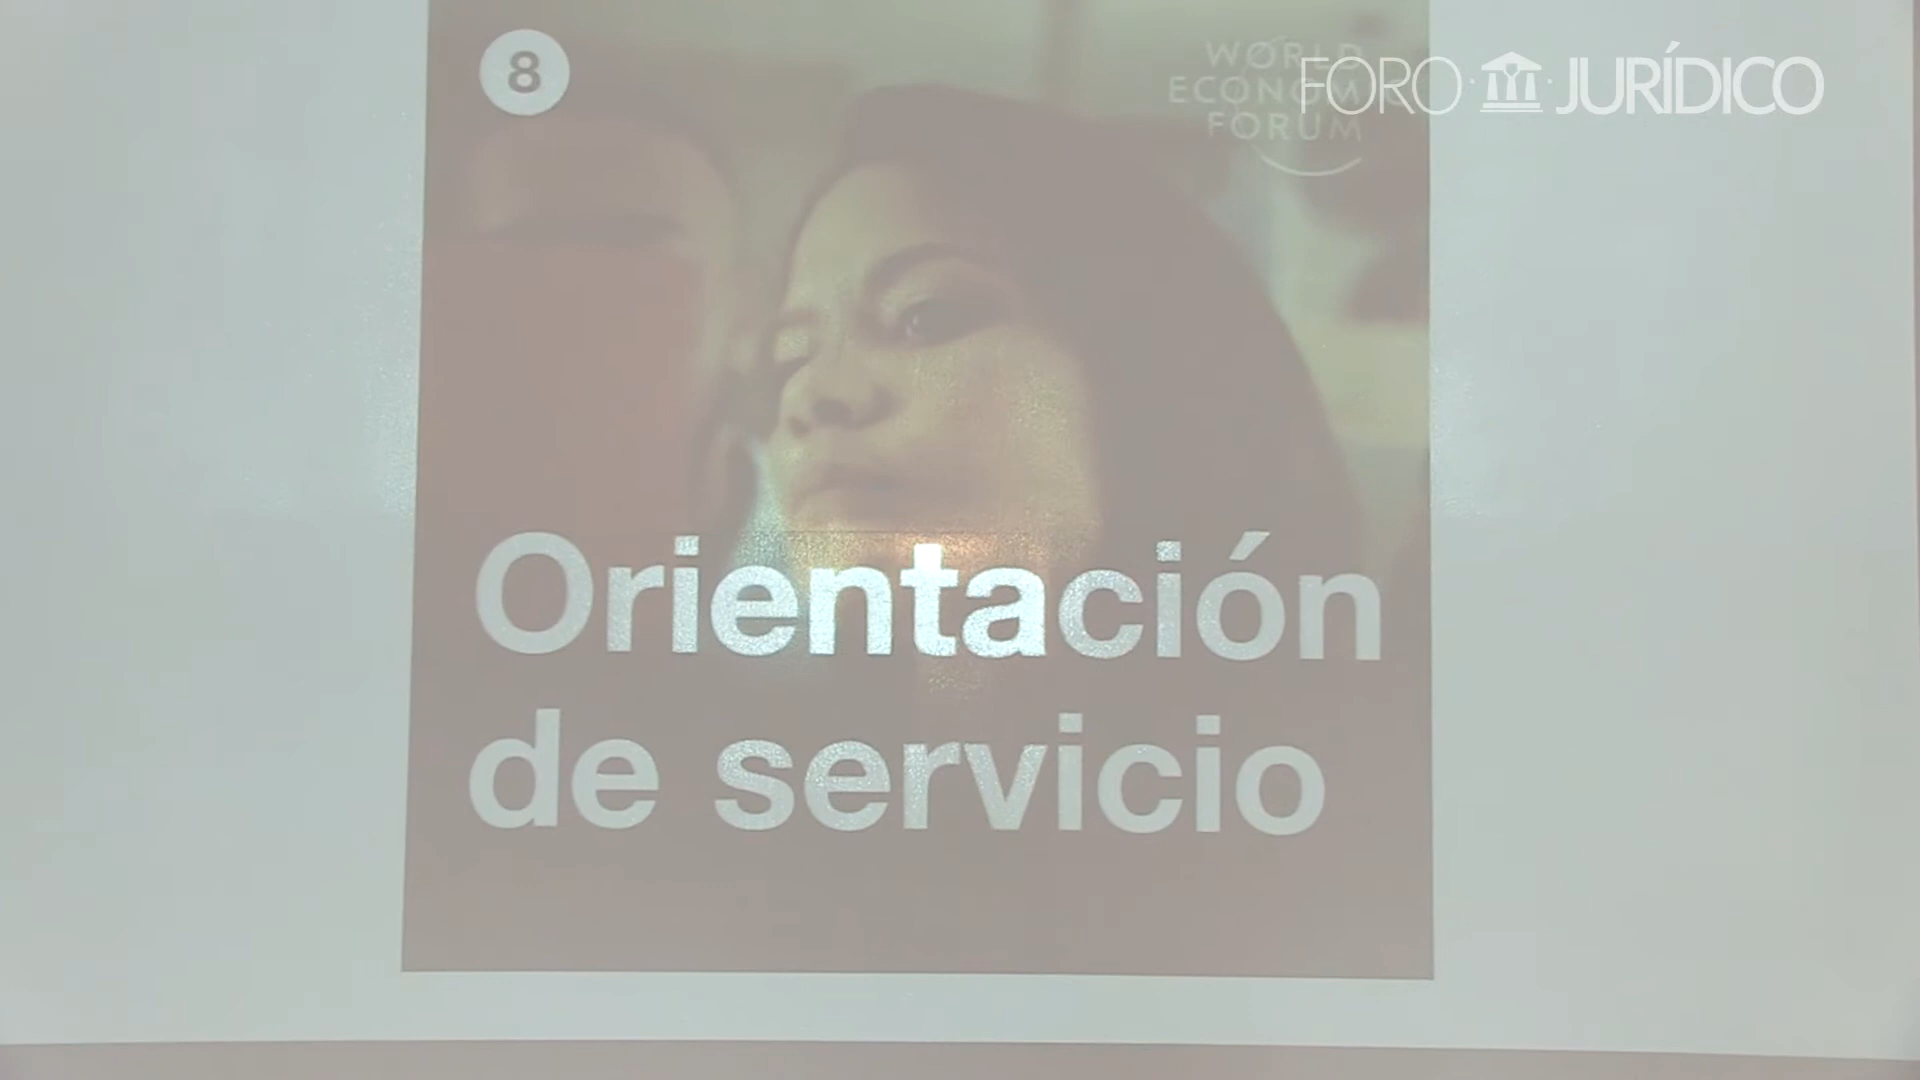 8
WORLD
ECONOMIC
FORUM
FORO JURÍDICO
Orientación
de servicio